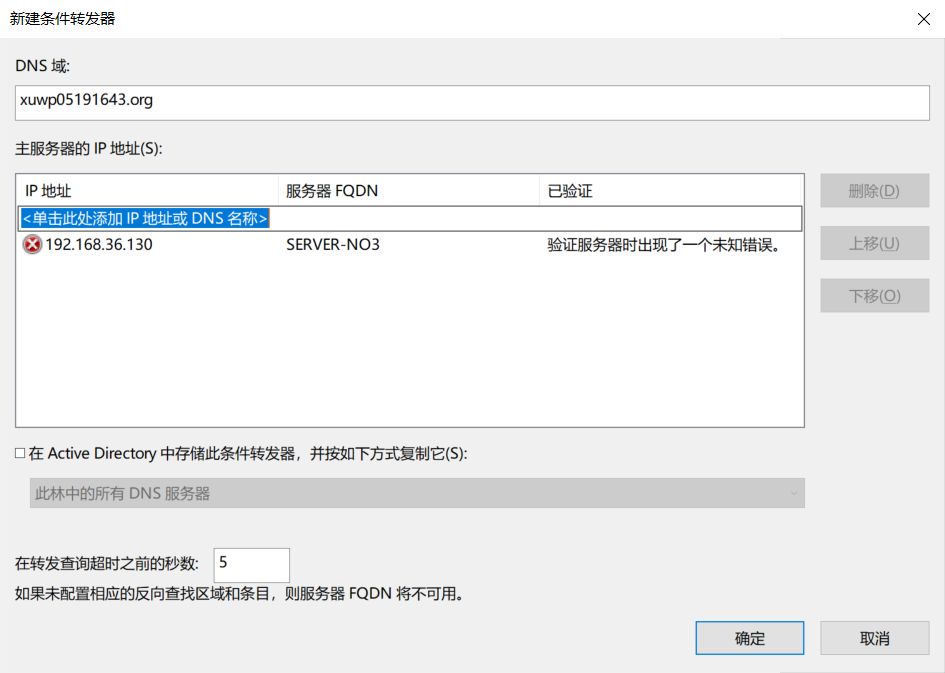 新建条件转发器
DNS 域:
xuwp05191643.org
主服务器的 IP 地址(S):
IP 地址 服务器 FQDN 已验证
<单击此处添加 IP 地址或 DNS 名称>
192.168.36.130 SERVER-NO3 验证服务器时出现了一个未知错误。
删除(D)
上移(U)
下移(O)
在 Active Directory 中存储此条件转发器，并按如下方式复制它(S):
此林中的所有 DNS 服务器
在转发查询超时之前的秒数: 5
如果未配置相应的反向查找区域和条目，则服务器 FQDN 将不可用。
确定 取消